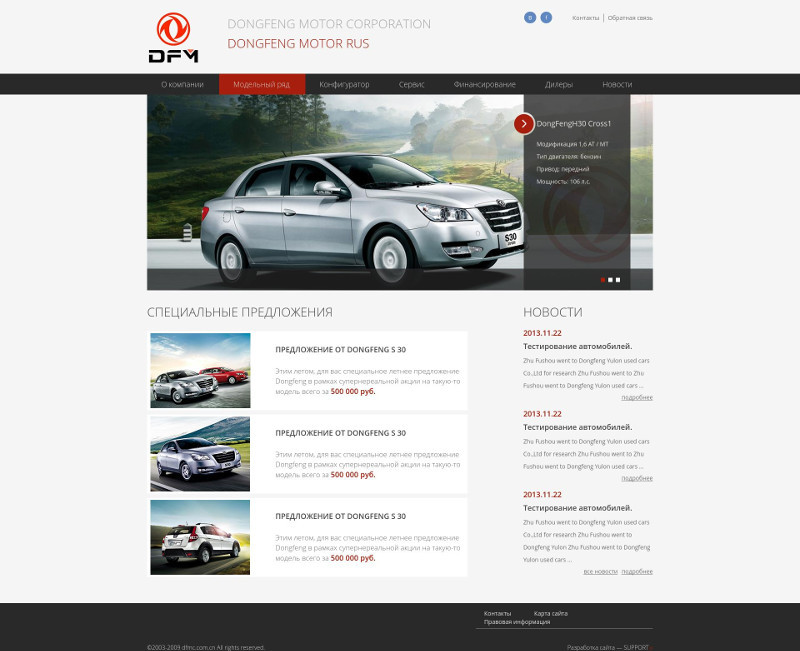 DFM
DONGFENG MOTOR CORPORATION
DONGFENG MOTOR RUS
Контакты | Обратная связь
О компании Модельный ряд Конфигуратор Сервис Финансирование Дилеры Новости
DongFengH30 Cross1
Модификация 1,6 AT / MT
Тип двигателя: бензин
Привод: передний
Мощность: 106 л.с.
S30
СПЕЦИАЛЬНЫЕ ПРЕДЛОЖЕНИЯ
ПРЕДЛОЖЕНИЕ ОТ DONGFENG S 30
Этим летом, для вас специальное летнее предложение
Dongfeng в рамках супернереальной акции на такую-то
модель всего за 500 000 руб.
ПРЕДЛОЖЕНИЕ ОТ DONGFENG S 30
Этим летом, для вас специальное летнее предложение
Dongfeng в рамках супернереальной акции на такую-то
модель всего за 500 000 руб.
ПРЕДЛОЖЕНИЕ ОТ DONGFENG S 30
Этим летом, для вас специальное летнее предложение
Dongfeng в рамках супернереальной акции на такую-то
модель всего за 500 000 руб.
НОВОСТИ
2013.11.22
Тестирование автомобилей.
Zhu Fushou went to Dongfeng Yulon used cars
Co.,Ltd for research Zhu Fushou went to Zhu
Fushou went to Dongfeng Yulon used cars ...
подробнее
2013.11.22
Тестирование автомобилей.
Zhu Fushou went to Dongfeng Yulon used cars
Co.,Ltd for research Zhu Fushou went to Zhu
Fushou went to Dongfeng Yulon used cars ...
подробнее
2013.11.22
Тестирование автомобилей.
Zhu Fushou went to Dongfeng Yulon used cars
Co.,Ltd for research Zhu Fushou went to
Dongfeng Yulon Zhu Fushou went to Dongfeng
Yulon used cars ...
все новости подробнее
Контакты Карта сайта
Правовая информация
©2003-2009 dfmc.com.cn All rights reserved.
Разработка сайта — SUPPORT